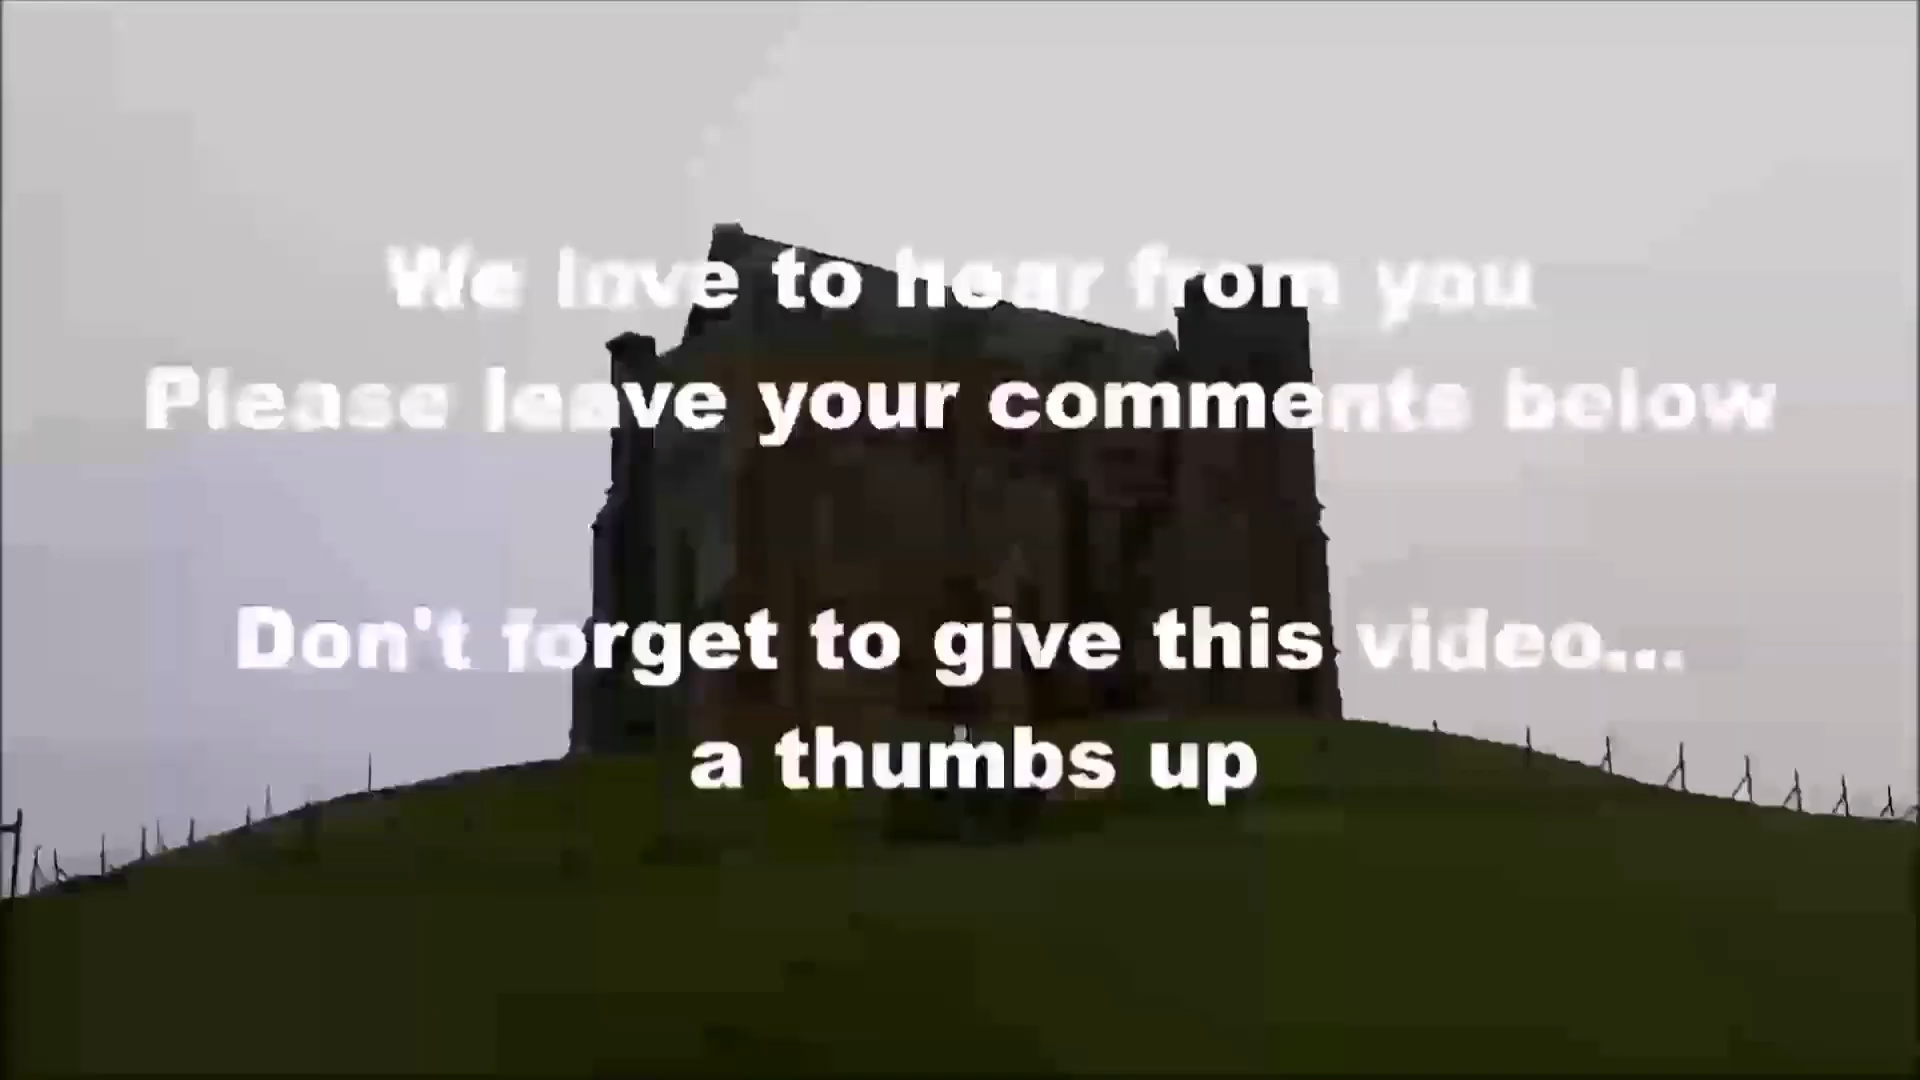 We love to hear from you
Please leave your comments below
Don't forget to give this video...
a thumbs up